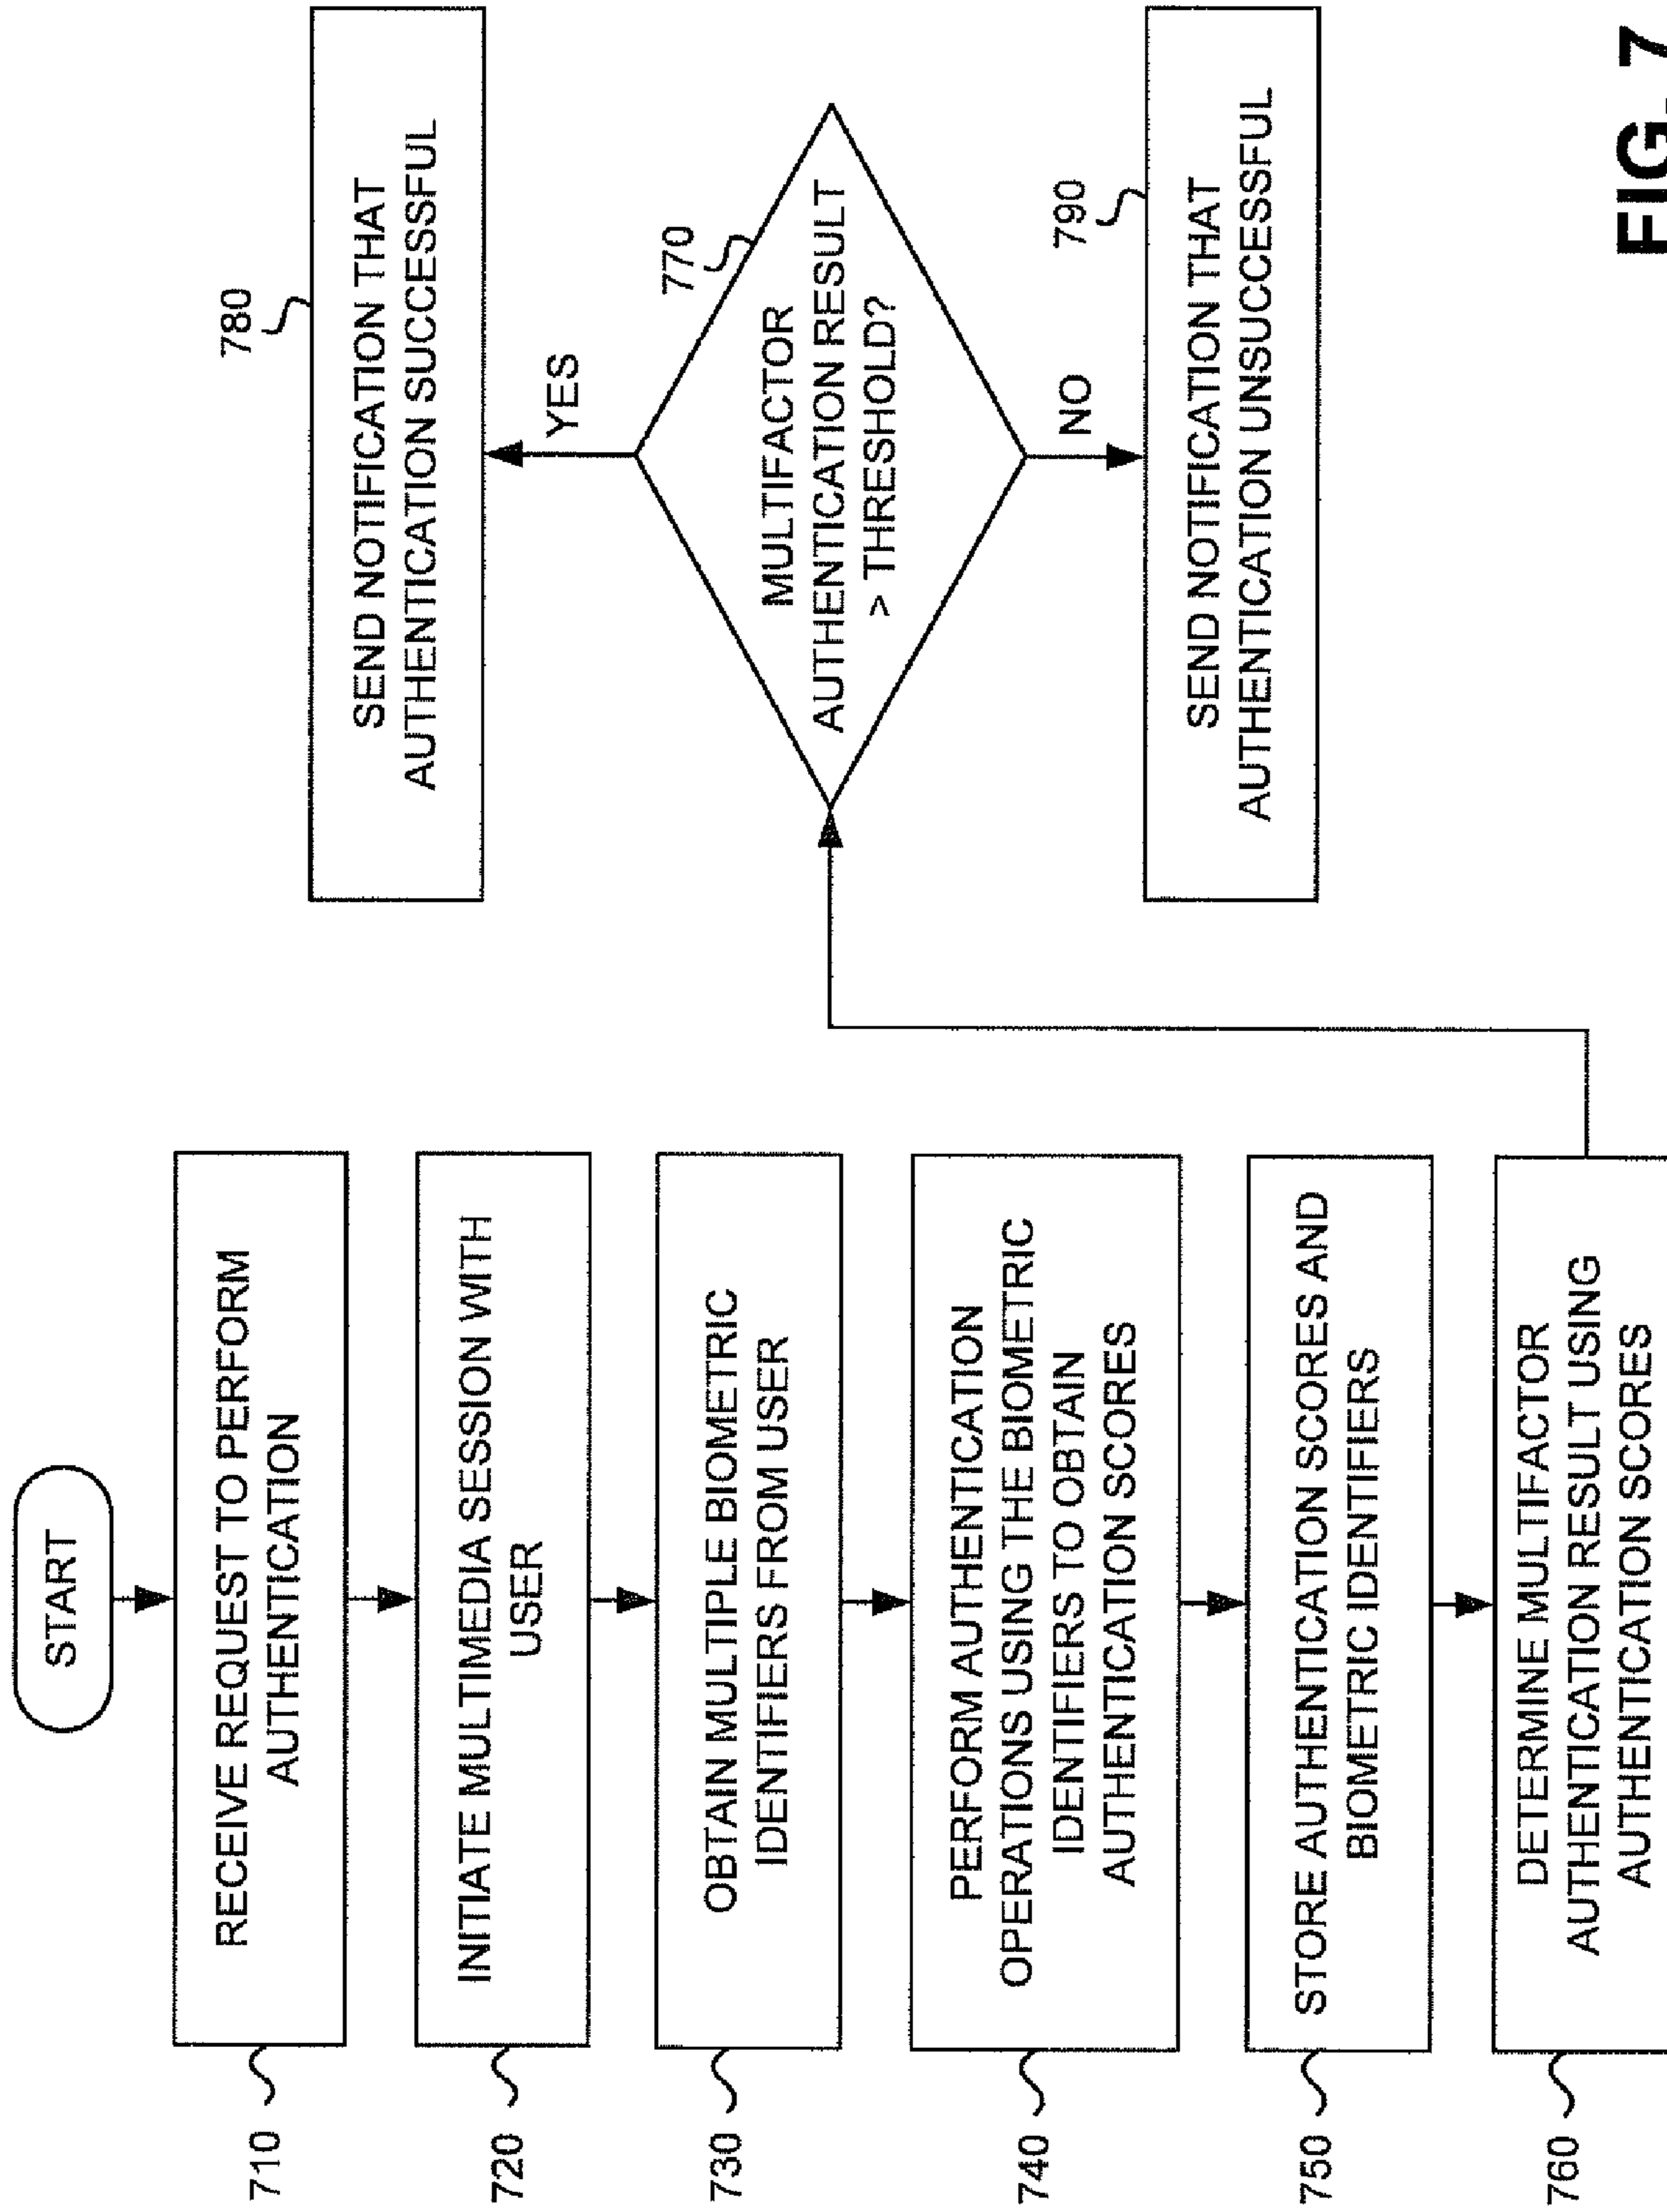 START
710
RECEIVE REQUEST TO PERFORM
AUTHENTICATION
720
INITIATE MULTIMEDIA SESSION WITH
USER
730
OBTAIN MULTIPLE BIOMETRIC
IDENTIFIERS FROM USER
740
PERFORM AUTHENTICATION
OPERATIONS USING THE BIOMETRIC
IDENTIFIERS TO OBTAIN
AUTHENTICATION SCORES
750
STORE AUTHENTICATION SCORES AND
BIOMETRIC IDENTIFIERS
760
DETERMINE MULTIFACTOR
AUTHENTICATION RESULT USING
AUTHENTICATION SCORES
770
MULTIFACTOR
AUTHENTICATION RESULT
> THRESHOLD?
YES
780
SEND NOTIFICATION THAT
AUTHENTICATION SUCCESSFUL
NO
790
SEND NOTIFICATION THAT
AUTHENTICATION UNSUCCESSFUL
FIG. 7